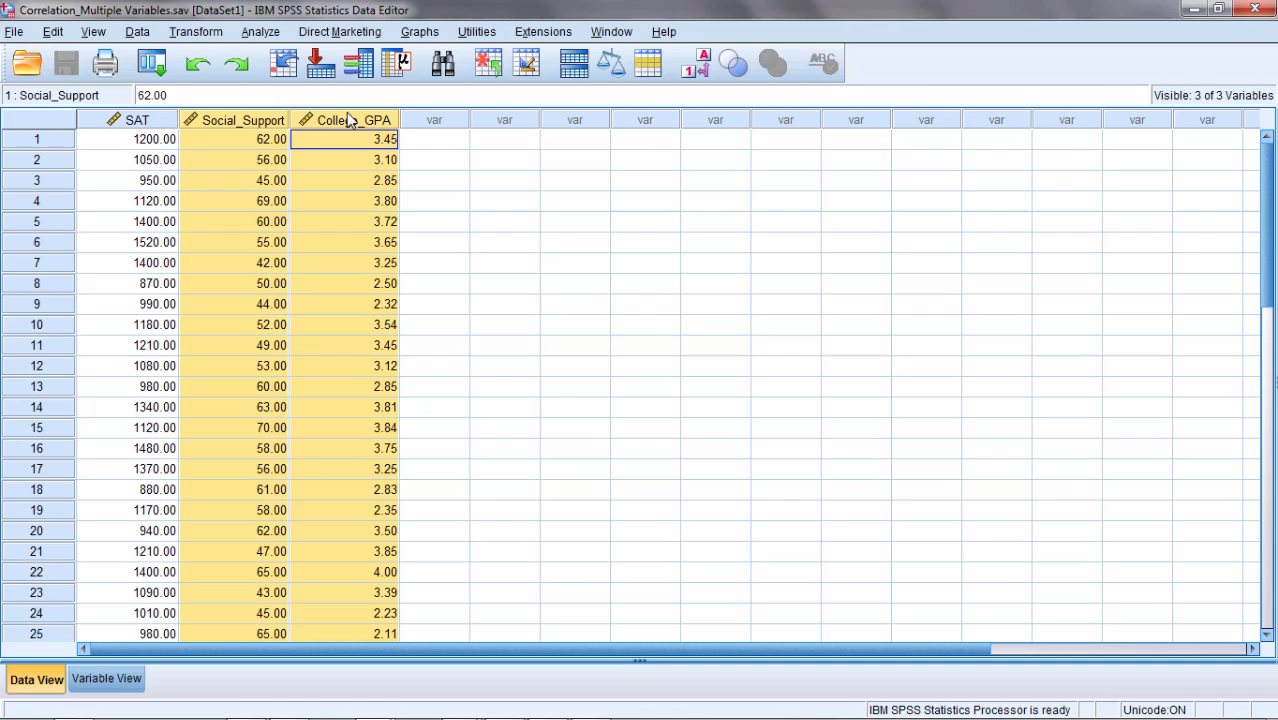 Correlation_Multiple Variables.sav [DataSet1] - IBM SPSS Statistics Data Editor
File Edit View Data Transform Analyze Direct Marketing Graphs Utilities Extensions Window Help
1 : Social_Support 62.00 Visible: 3 of 3 Variables
SAT Social_Support var var var var var var var var var var var var
1 1200.00 62.00 3.45
2 1050.00 56.00 3.10
3 950.00 45.00 2.85
4 1120.00 69.00 3.80
5 1400.00 60.00 3.72
6 1520.00 55.00 3.65
7 1400.00 42.00 3.25
8 870.00 50.00 2.50
9 990.00 44.00 2.32
10 1180.00 52.00 3.54
11 1210.00 49.00 3.45
12 1080.00 53.00 3.12
13 980.00 60.00 2.85
14 1340.00 63.00 3.81
15 1120.00 70.00 3.84
16 1480.00 58.00 3.75
17 1370.00 56.00 3.25
18 880.00 61.00 2.83
19 1170.00 58.00 2.35
20 940.00 62.00 3.50
21 1210.00 47.00 3.85
22 1400.00 65.00 4.00
23 1090.00 43.00 3.39
24 1010.00 45.00 2.23
25 980.00 65.00 2.11
Data View Variable View
IBM SPSS Statistics Processor is ready Unicode:ON